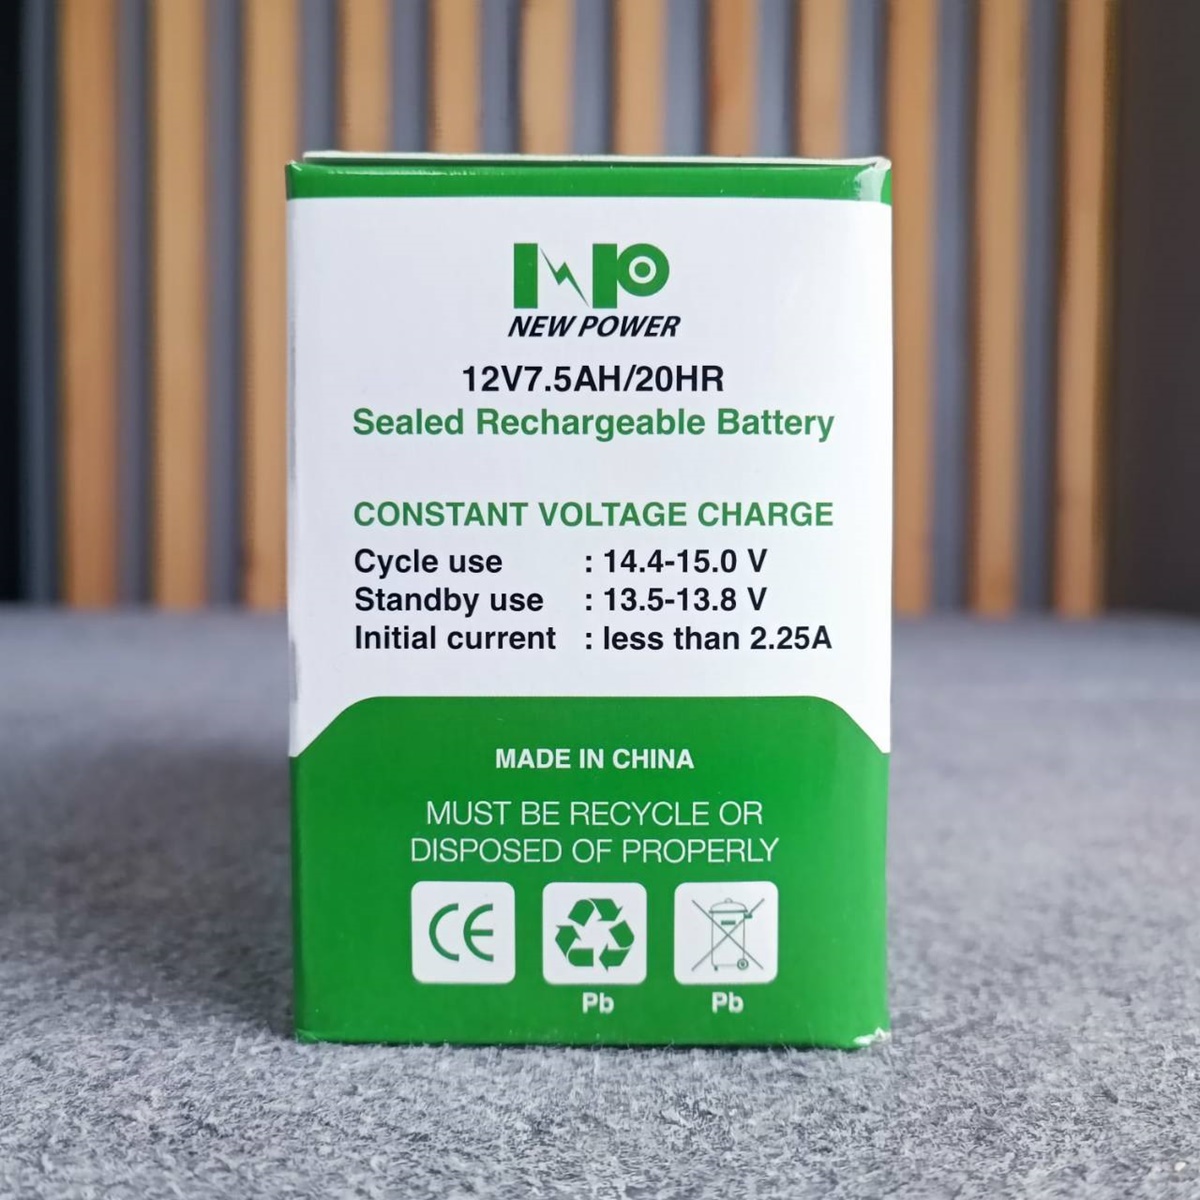 NP
NEW POWER
12V7.5AH/20HR
Sealed Rechargeable Battery
CONSTANT VOLTAGE CHARGE
Cycle use : 14.4-15.0 V
Standby use : 13.5-13.8 V
Initial current : less than 2.25A
MADE IN CHINA
MUST BE RECYCLE OR
DISPOSED OF PROPERLY
CE
Pb Pb